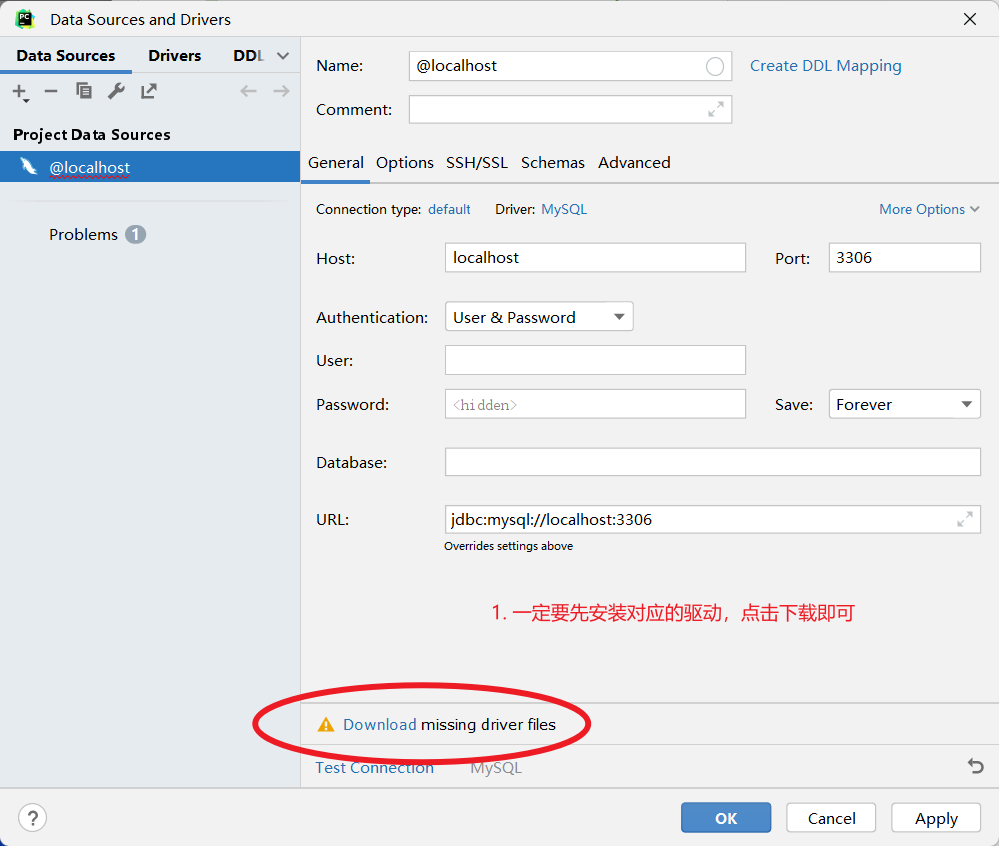 PC
Data Sources and Drivers
Data Sources Drivers DDL
Name: @localhost Create DDL Mapping
Comment:
Project Data Sources
@localhost
Problems 1
General Options SSH/SSL Schemas Advanced
Connection type: default Driver: MySQL More Options
Host: localhost Port: 3306
Authentication: User & Password
User:
Password: <hidden> Save: Forever
Database:
URL: jdbc:mysql://localhost:3306
Overrides settings above
1. 一定要先安装对应的驱动，点击下载即可
Download missing driver files
Test Connection MySQL
? OK Cancel Apply